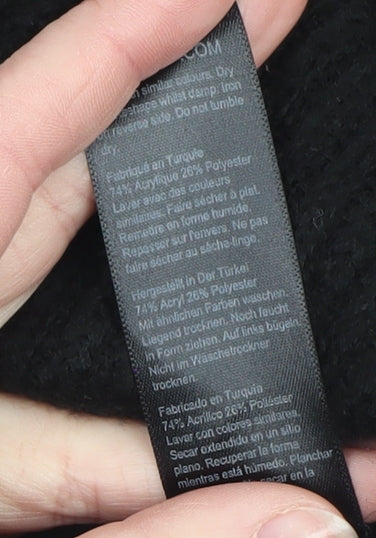 .COM
similar colours. Dry
shape whilst damp. Iron
on reverse side. Do not tumble
dry.
Fabriqué en Turquie
74% Acrylique 26% Polyester
Laver avec des couleurs
similaires. Faire sécher à plat.
Remettre en forme humide.
Repasser sur l'envers. Ne pas
faire sécher au sèche-linge.
Hergestellt in Der Türkei
74% Acryl 26% Polyester
Mit ähnlichen Farben waschen.
Liegend trocknen. Noch feucht
in Form ziehen. Auf links bügeln.
Nicht im Waschetrockner
trocknen.
Fabricado en Turquía
74% Acrílico 26% Poliéster
Lavar con colores similares.
Secar extendido en un sitio
plano. Recuperar la forma
mientras está húmedo. Planchar
secar en la